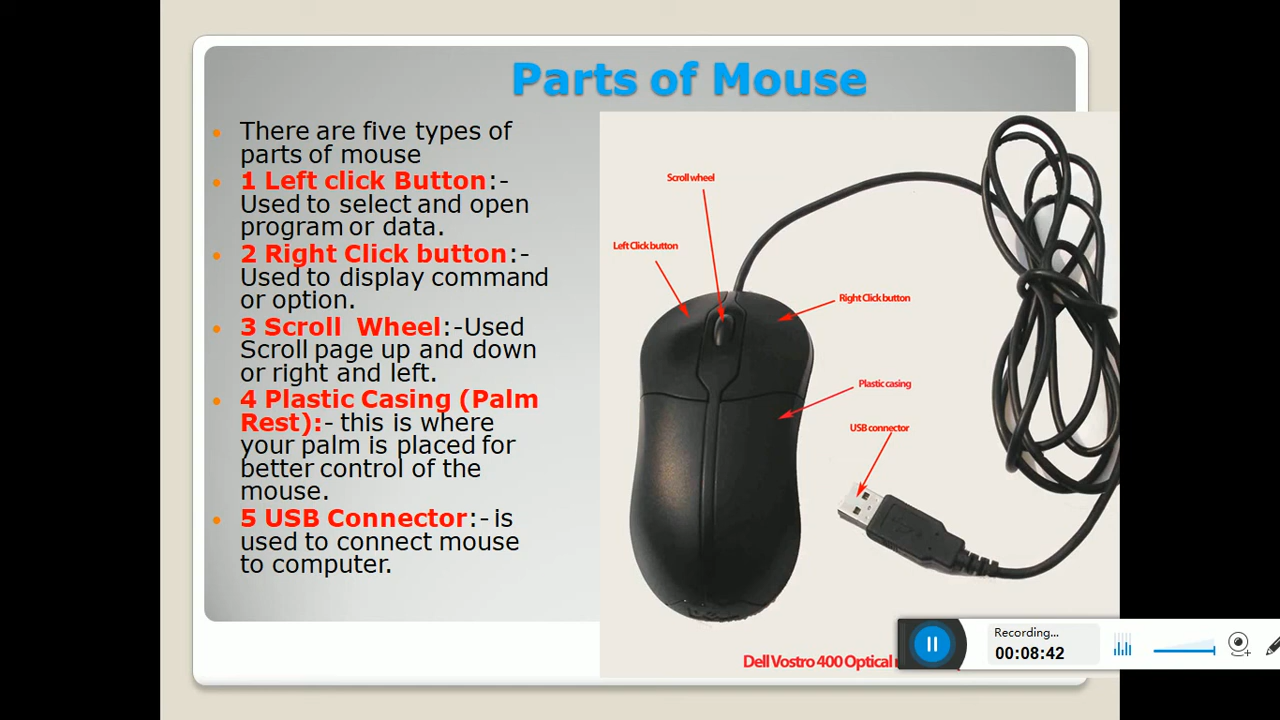 Parts of Mouse
There are five types of
parts of mouse
1 Left click Button:-
Used to select and open
program or data.
2 Right Click button:-
Used to display command
or option.
3 Scroll Wheel:-Used
Scroll page up and down
or right and left.
4 Plastic Casing (Palm
Rest):- this is where
your palm is placed for
better control of the
mouse.
5 USB Connector:- is
used to connect mouse
to computer.
Scroll wheel
Left Click button
Right Click button
Plastic casing
USB connector
Dell Vostro 400 Optical
Recording...
00:08:42